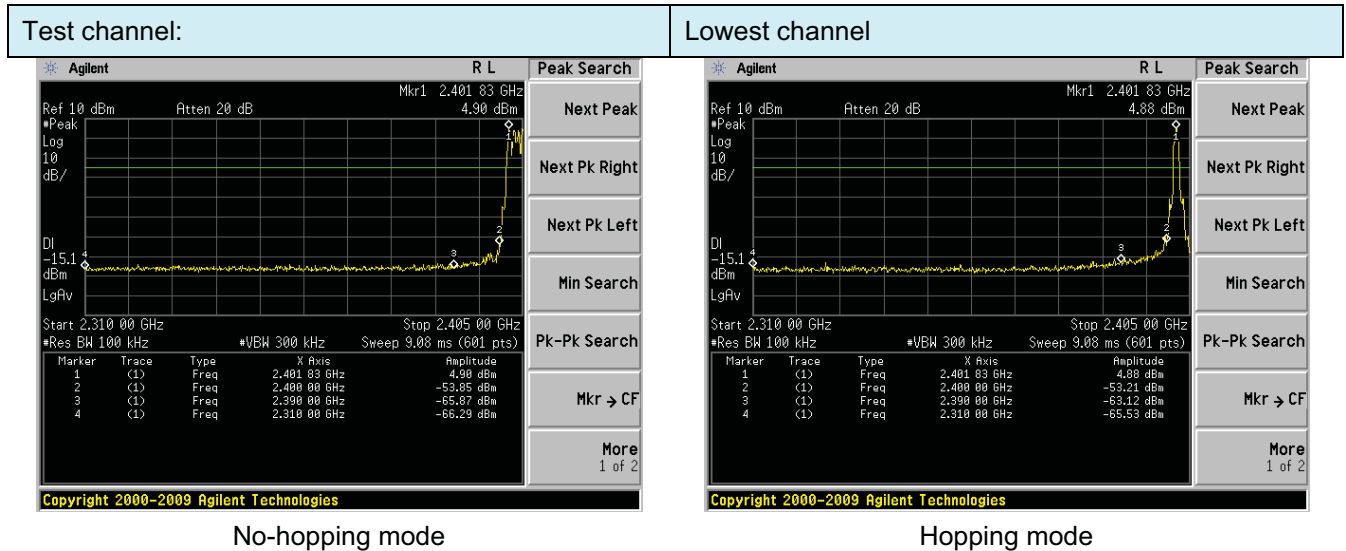 Test channel:
Lowest channel
Agilent R L
Peak Search
Mkr1 2.401 83 GHz
Ref 10 dBm Atten 20 dB 4.90 dBm
#Peak
Log
10
dB/
DI
-15.1
dBm
LgAv
1
2
3
4
Start 2.310 00 GHz Stop 2.405 00 GHz
#Res BW 100 kHz #VBW 300 kHz Sweep 9.08 ms (601 pts)
Marker Trace Type X Axis Amplitude
1 (1) Freq 2.401 83 GHz 4.90 dBm
2 (1) Freq 2.400 00 GHz -53.85 dBm
3 (1) Freq 2.390 00 GHz -65.87 dBm
4 (1) Freq 2.310 00 GHz -66.29 dBm
Next Peak
Next Pk Right
Next Pk Left
Min Search
Pk-Pk Search
Mkr → CF
More
1 of 2
Copyright 2000-2009 Agilent Technologies
No-hopping mode
Agilent R L
Peak Search
Mkr1 2.401 83 GHz
Ref 10 dBm Atten 20 dB 4.88 dBm
#Peak
Log
10
dB/
DI
-15.1
dBm
LgAv
1
2
3
4
Start 2.310 00 GHz Stop 2.405 00 GHz
#Res BW 100 kHz #VBW 300 kHz Sweep 9.08 ms (601 pts)
Marker Trace Type X Axis Amplitude
1 (1) Freq 2.401 83 GHz 4.88 dBm
2 (1) Freq 2.400 00 GHz -53.21 dBm
3 (1) Freq 2.390 00 GHz -63.12 dBm
4 (1) Freq 2.310 00 GHz -65.53 dBm
Next Peak
Next Pk Right
Next Pk Left
Min Search
Pk-Pk Search
Mkr → CF
More
1 of 2
Copyright 2000-2009 Agilent Technologies
Hopping mode